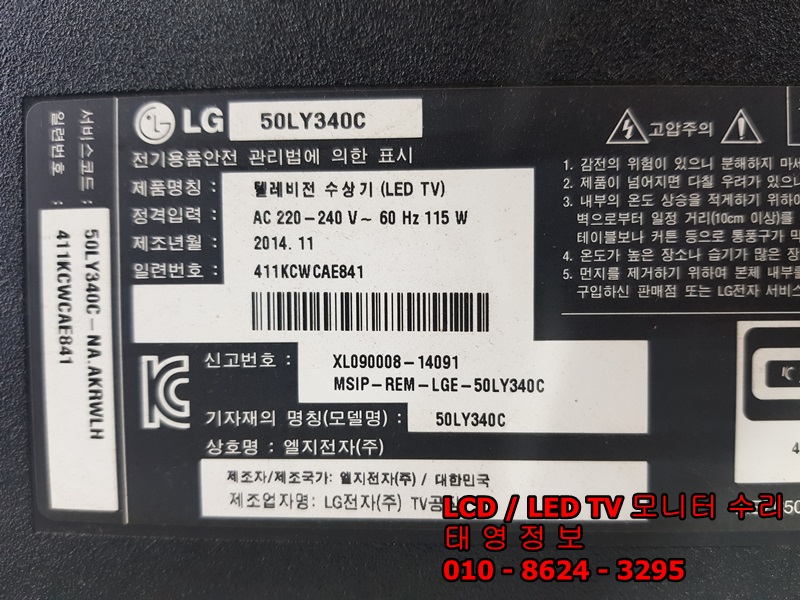 서비스코드 : 50LY340C-NA.AKRWLH
일련번호 : 411KCWCAE841
LG 50LY340C
전기용품안전 관리법에 의한 표시
제품명칭 : 텔레비전 수상기 (LED TV)
정격입력 : AC 220-240 V~ 60 Hz 115 W
제조년월 : 2014. 11
일련번호 : 411KCWCAE841
신고번호 : XL090008-14091
MSIP-REM-LGE-50LY340C
기자재의 명칭(모델명) : 50LY340C
상호명 : 엘지전자(주)
제조자/제조국가: 엘지전자(주) / 대한민국
제조업자명: LG전자(주) TV공장
고압주의
1. 감전의 위험이 있으니 분해하지 마세
2. 제품이 넘어지면 다칠 우려가 있으니
3. 내부의 온도 상승을 적게하기 위하여
벽으로부터 일정 거리(10cm 이상)를
테이블보나 커튼 등으로 통풍구가 막
4. 온도가 높은 장소나 습기가 많은 장
5. 먼지를 제거하기 위하여 본체 내부를
구입하신 판매점 또는 LG전자 서비스
LCD / LED TV 모니터 수리
태 영 정 보
010 - 8624 - 3295